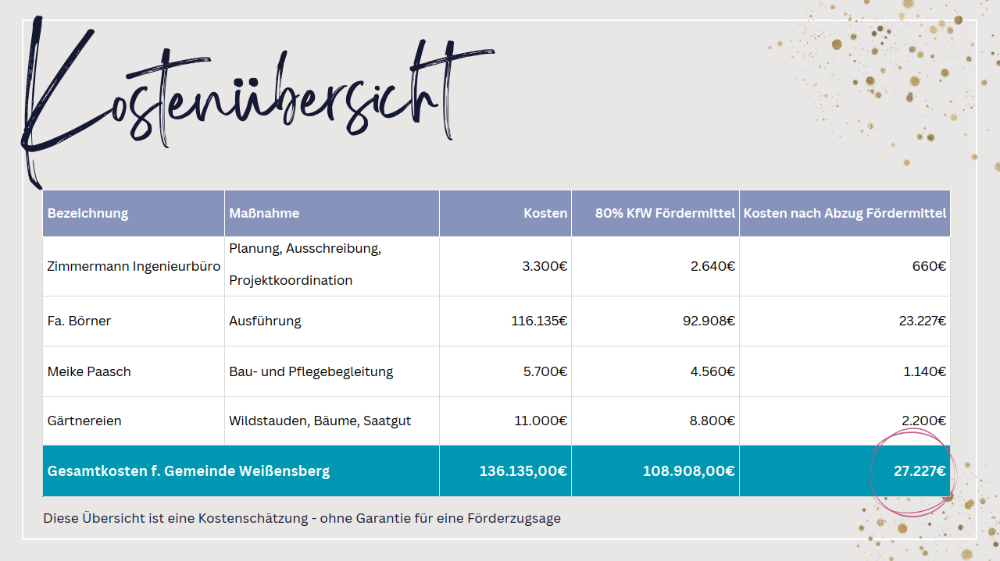 Kostenübersicht
Bezeichnung Maßnahme Kosten 80% KfW Fördermittel Kosten nach Abzug Fördermittel
Zimmermann Ingenieurbüro Planung, Ausschreibung, Projektkoordination 3.300€ 2.640€ 660€
Fa. Börner Ausführung 116.135€ 92.908€ 23.227€
Meike Paasch Bau- und Pflegebegleitung 5.700€ 4.560€ 1.140€
Gärtnereien Wildstauden, Bäume, Saatgut 11.000€ 8.800€ 2.200€
Gesamtkosten f. Gemeinde Weißensberg 136.135,00€ 108.908,00€ 27.227€
Diese Übersicht ist eine Kostenschätzung - ohne Garantie für eine Förderzugsage